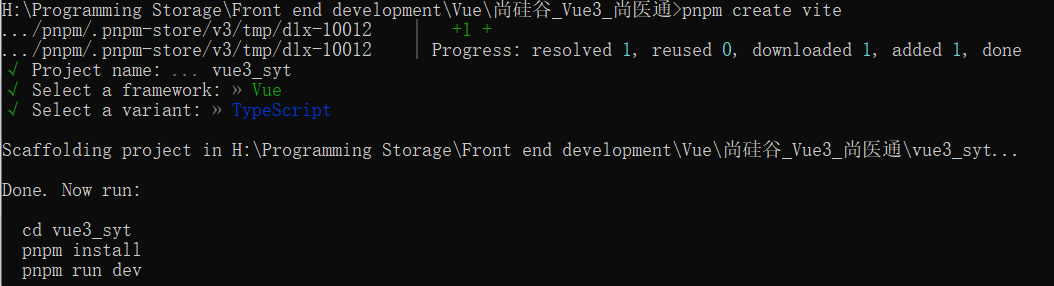 H:\Programming Storage\Front end development\Vue\尚硅谷_Vue3_尚医通>pnpm create vite
.../pnpm/.pnpm-store/v3/tmp/dlx-10012 | +1 +
.../pnpm/.pnpm-store/v3/tmp/dlx-10012 | Progress: resolved 1, reused 0, downloaded 1, added 1, done
√ Project name: ... vue3_syt
√ Select a framework: » Vue
√ Select a variant: » TypeScript
Scaffolding project in H:\Programming Storage\Front end development\Vue\尚硅谷_Vue3_尚医通\vue3_syt...
Done. Now run:
cd vue3_syt
pnpm install
pnpm run dev